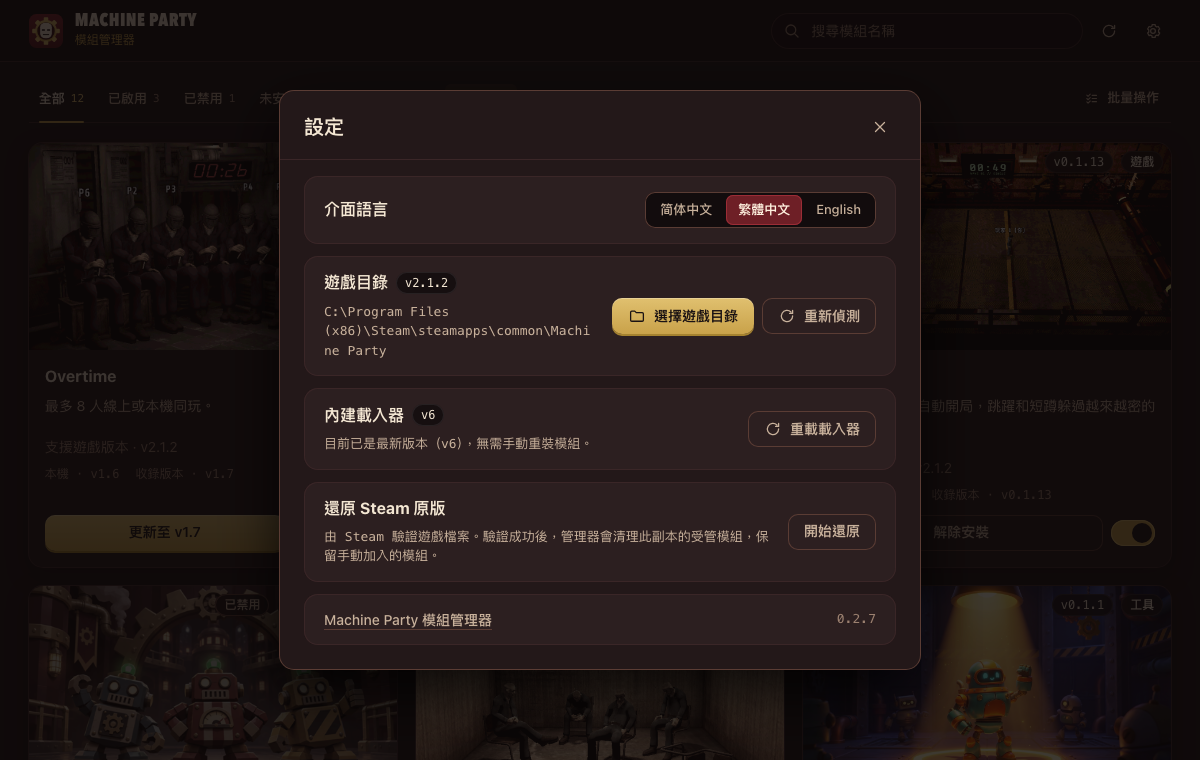 MACHINE PARTY
模組管理器
搜尋模組名稱
全部 12 已啟用 3 已禁用 1 未安
批量操作
設定
介面語言
简体中文 繁體中文 English
遊戲目錄 v2.1.2
C:\Program Files
(x86)\Steam\steamapps\common\Machi
ne Party
選擇遊戲目錄 重新偵測
內建載入器 v6
目前已是最新版本 (v6)，無需手動重裝模組。
重載載入器
還原 Steam 原版
由 Steam 驗證遊戲檔案。驗證成功後，管理器會清理此副本的受管模組，保
留手動加入的模組。
開始還原
Machine Party 模組管理器 0.2.7
00:26
P6 P2 P3 P4
Overtime
最多 8 人線上或本機同玩。
支援遊戲版本 · v2.1.2
本機 · v1.6 收錄版本 · v1.7
更新至 v1.7
00:49
v0.1.13 遊戲
自動開局，跳躍和短蹲躲過越來越密的
2.1.2
收錄版本 · v0.1.13
解除安裝
已禁用
v0.1.1 工具